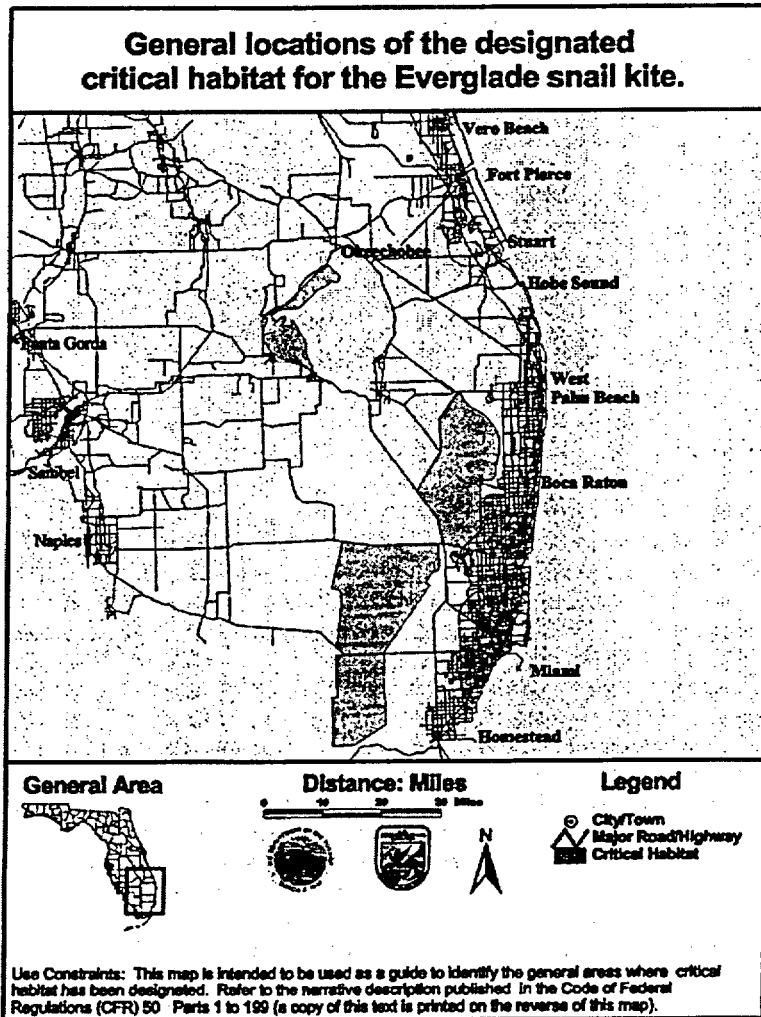 General locations of the designated
critical habitat for the Everglade snail kite.
Vero Beach
Fort Pierce
Okeechobee
Stuart
Hobe Sound
Punta Gorda
West
Palm Beach
Sanibel
Boca Raton
Naples
Miami
Homestead
General Area
Distance: Miles
0 10 20 30 Miles
N
Legend
City/Town
Major Road/Highway
Critical Habitat
Use Constraints: This map is intended to be used as a guide to identify the general areas where critical
habitat has been designated. Refer to the narrative description published in the Code of Federal
Regulations (CFR) 50 Parts 1 to 199 (a copy of this text is printed on the reverse of this map).